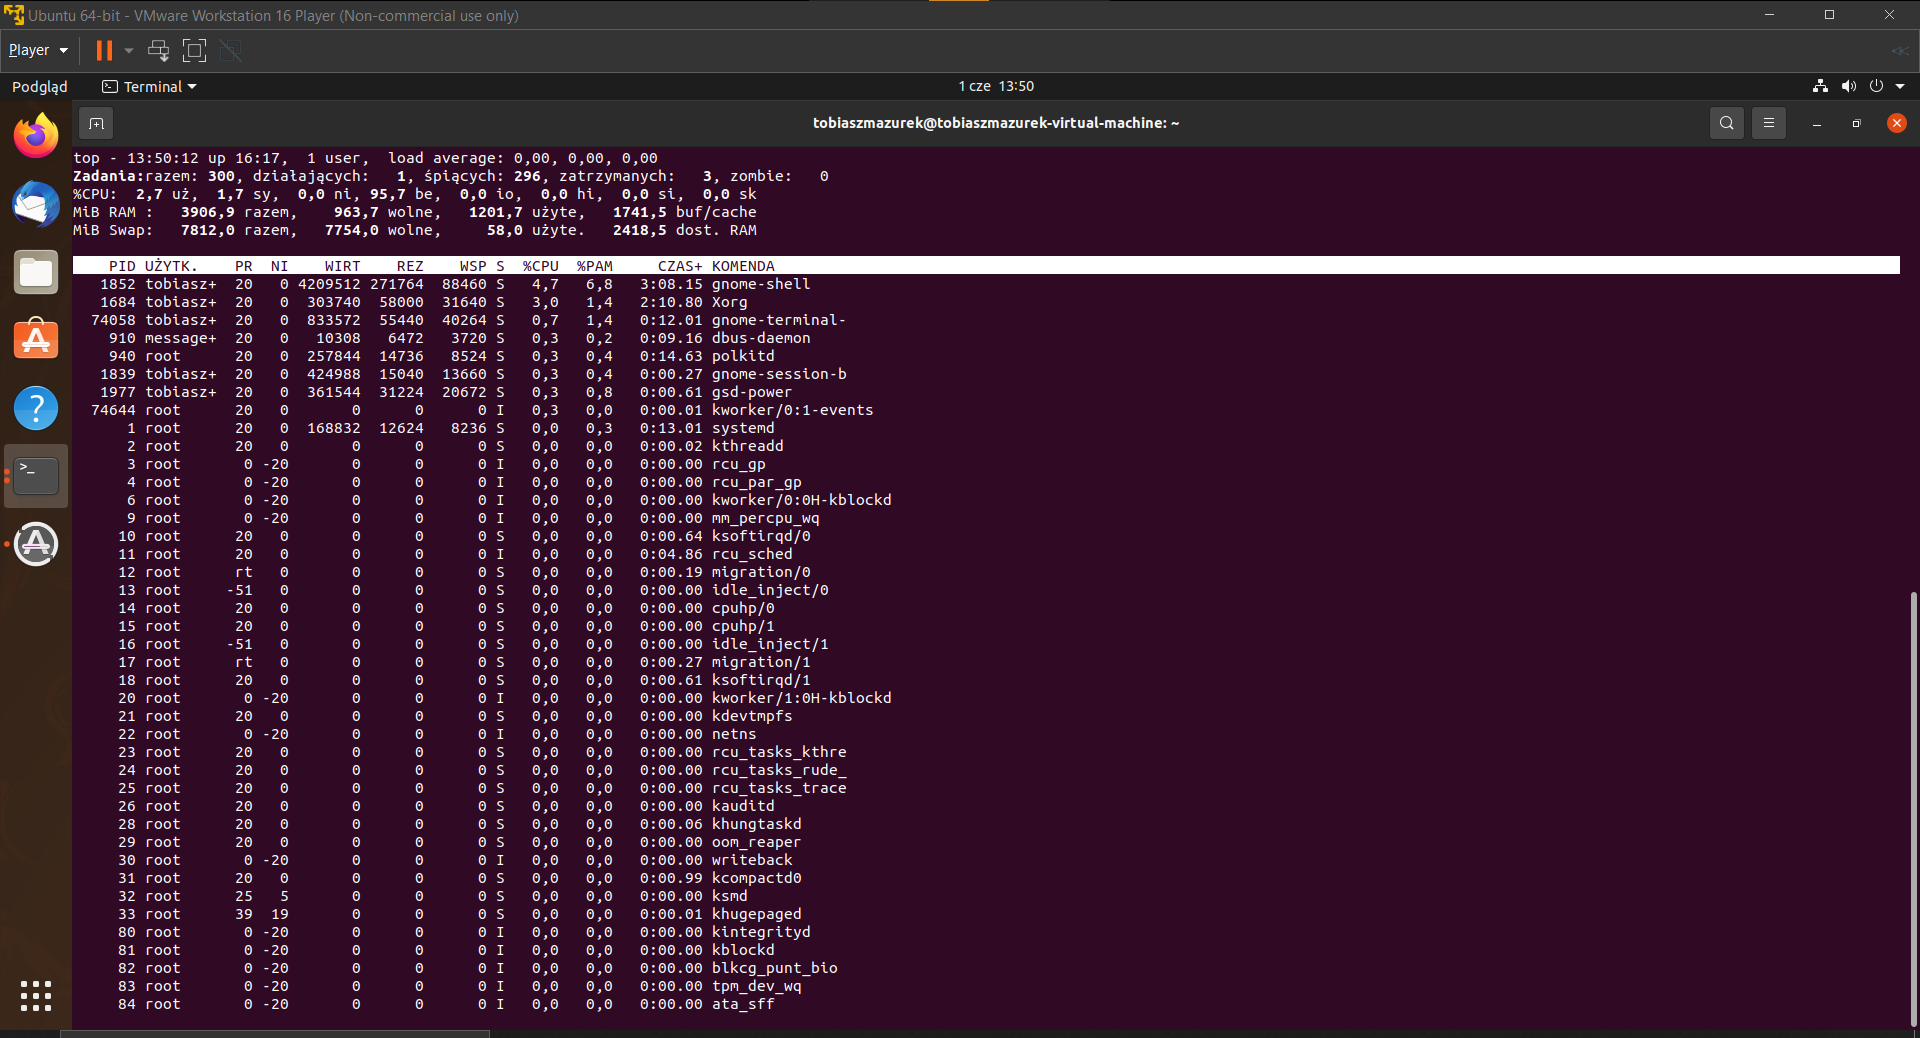 Ubuntu 64-bit - VMware Workstation 16 Player (Non-commercial use only)
Player
Podgląd Terminal 1 cze 13:50
tobiaszmazurek@tobiaszmazurek-virtual-machine: ~
top - 13:50:12 up 16:17,  1 user,  load average: 0,00, 0,00, 0,00
Zadania:razem: 300, działających:   1, śpiących: 296, zatrzymanych:   3, zombie:   0
%CPU:  2,7 uż,  1,7 sy,  0,0 ni, 95,7 be,  0,0 io,  0,0 hi,  0,0 si,  0,0 sk
MiB RAM :   3906,9 razem,    963,7 wolne,   1201,7 użyte,   1741,5 buf/cache
MiB Swap:   7812,0 razem,   7754,0 wolne,     58,0 użyte.   2418,5 dost. RAM
PID UŻYTK. PR NI WIRT REZ WSP S %CPU %PAM CZAS+ KOMENDA
1852 tobiasz+ 20 0 4209512 271764 88460 S 4,7 6,8 3:08.15 gnome-shell
1684 tobiasz+ 20 0 303740 58000 31640 S 3,0 1,4 2:10.80 Xorg
74058 tobiasz+ 20 0 833572 55440 40264 S 0,7 1,4 0:12.01 gnome-terminal-
910 message+ 20 0 10308 6472 3720 S 0,3 0,2 0:09.16 dbus-daemon
940 root 20 0 257844 14736 8524 S 0,3 0,4 0:14.63 polkitd
1839 tobiasz+ 20 0 424988 15040 13660 S 0,3 0,4 0:00.27 gnome-session-b
1977 tobiasz+ 20 0 361544 31224 20672 S 0,3 0,8 0:00.61 gsd-power
74644 root 20 0 0 0 0 I 0,3 0,0 0:00.01 kworker/0:1-events
1 root 20 0 168832 12624 8236 S 0,0 0,3 0:13.01 systemd
2 root 20 0 0 0 0 S 0,0 0,0 0:00.02 kthreadd
3 root 0 -20 0 0 0 I 0,0 0,0 0:00.00 rcu_gp
4 root 0 -20 0 0 0 I 0,0 0,0 0:00.00 rcu_par_gp
6 root 0 -20 0 0 0 I 0,0 0,0 0:00.00 kworker/0:0H-kblockd
9 root 0 -20 0 0 0 I 0,0 0,0 0:00.00 mm_percpu_wq
10 root 20 0 0 0 0 S 0,0 0,0 0:00.64 ksoftirqd/0
11 root 20 0 0 0 0 I 0,0 0,0 0:04.86 rcu_sched
12 root rt 0 0 0 0 S 0,0 0,0 0:00.19 migration/0
13 root -51 0 0 0 0 S 0,0 0,0 0:00.00 idle_inject/0
14 root 20 0 0 0 0 S 0,0 0,0 0:00.00 cpuhp/0
15 root 20 0 0 0 0 S 0,0 0,0 0:00.00 cpuhp/1
16 root -51 0 0 0 0 S 0,0 0,0 0:00.00 idle_inject/1
17 root rt 0 0 0 0 S 0,0 0,0 0:00.27 migration/1
18 root 20 0 0 0 0 S 0,0 0,0 0:00.61 ksoftirqd/1
20 root 0 -20 0 0 0 I 0,0 0,0 0:00.00 kworker/1:0H-kblockd
21 root 20 0 0 0 0 S 0,0 0,0 0:00.00 kdevtmpfs
22 root 0 -20 0 0 0 I 0,0 0,0 0:00.00 netns
23 root 20 0 0 0 0 S 0,0 0,0 0:00.00 rcu_tasks_kthre
24 root 20 0 0 0 0 S 0,0 0,0 0:00.00 rcu_tasks_rude_
25 root 20 0 0 0 0 S 0,0 0,0 0:00.00 rcu_tasks_trace
26 root 20 0 0 0 0 S 0,0 0,0 0:00.00 kauditd
28 root 20 0 0 0 0 S 0,0 0,0 0:00.06 khungtaskd
29 root 20 0 0 0 0 S 0,0 0,0 0:00.00 oom_reaper
30 root 0 -20 0 0 0 I 0,0 0,0 0:00.00 writeback
31 root 20 0 0 0 0 S 0,0 0,0 0:00.99 kcompactd0
32 root 25 5 0 0 0 S 0,0 0,0 0:00.00 ksmd
33 root 39 19 0 0 0 S 0,0 0,0 0:00.01 khugepaged
80 root 0 -20 0 0 0 I 0,0 0,0 0:00.00 kintegrityd
81 root 0 -20 0 0 0 I 0,0 0,0 0:00.00 kblockd
82 root 0 -20 0 0 0 I 0,0 0,0 0:00.00 blkcg_punt_bio
83 root 0 -20 0 0 0 I 0,0 0,0 0:00.00 tpm_dev_wq
84 root 0 -20 0 0 0 I 0,0 0,0 0:00.00 ata_sff